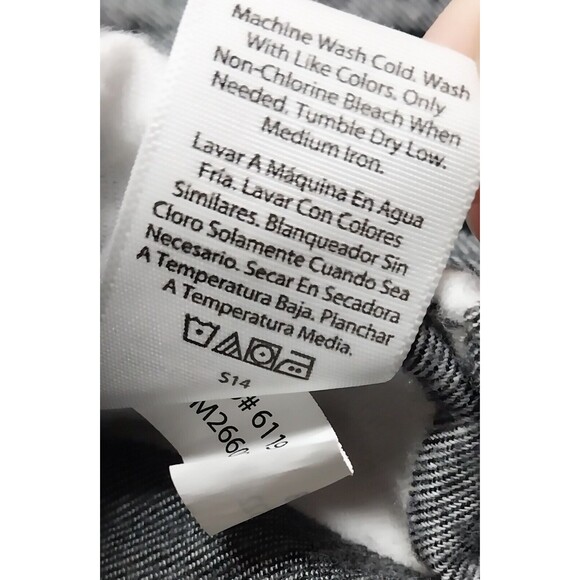 Machine Wash Cold. Wash
With Like Colors. Only
Non-Chlorine Bleach When
Needed. Tumble Dry Low.
Medium Iron.
Lavar A Máquina En Agua
Fría. Lavar Con Colores
Similares. Blanqueador Sin
Cloro Solamente Cuando Sea
Necesario. Secar En Secadora
A Temperatura Baja. Planchar
A Temperatura Media.
S14
# 6119
M2660